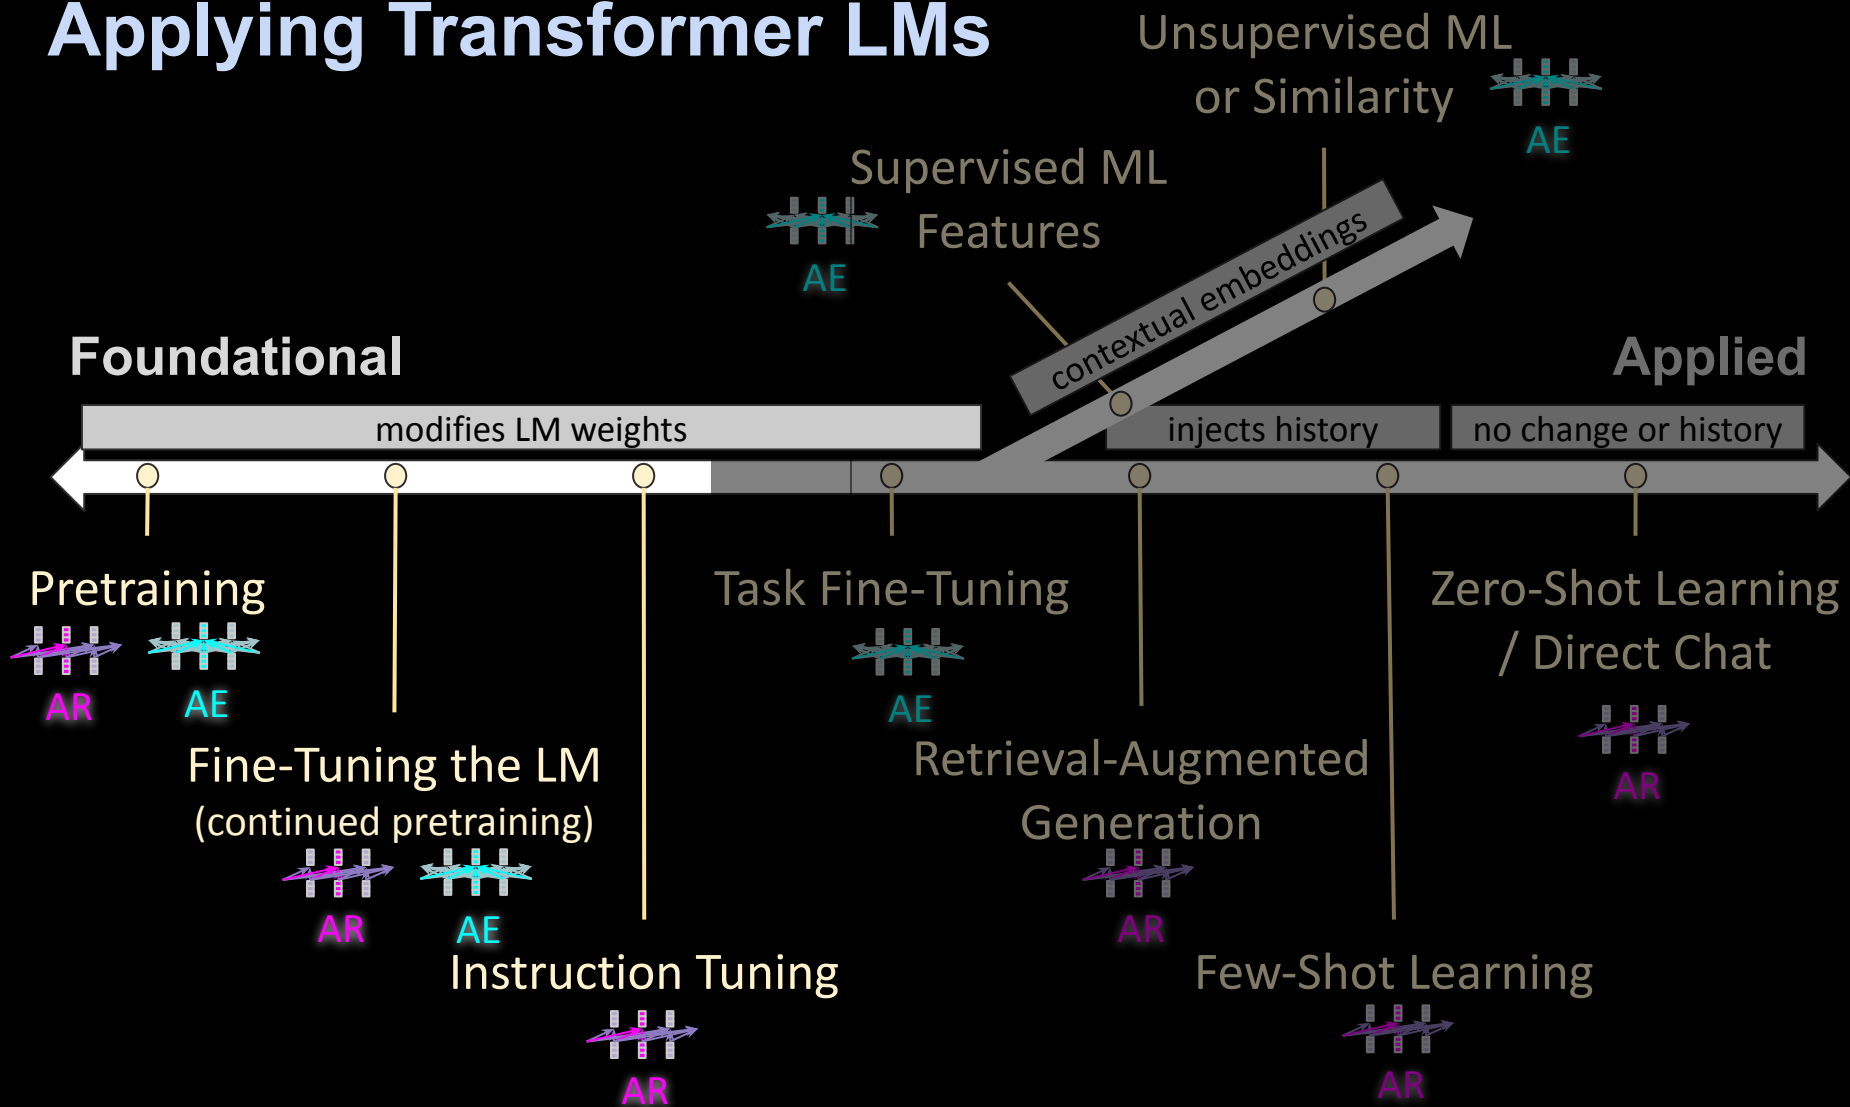 Applying Transformer LMs
Unsupervised ML
or Similarity
AE
Supervised ML
Features
AE
contextual embeddings
Foundational
Applied
modifies LM weights
injects history
no change or history
Pretraining
AR
AE
Task Fine-Tuning
AE
Zero-Shot Learning
/ Direct Chat
AR
Fine-Tuning the LM
(continued pretraining)
AR
AE
Retrieval-Augmented
Generation
AR
Instruction Tuning
AR
Few-Shot Learning
AR